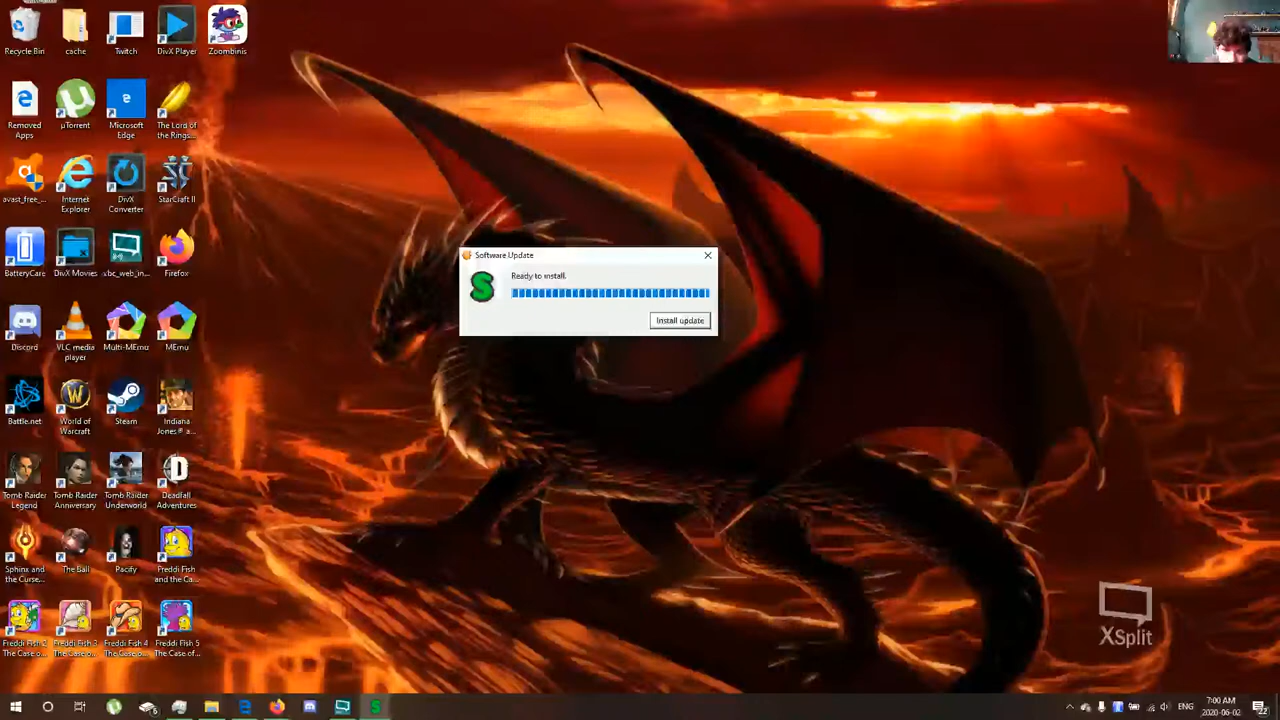 Recycle Bin
cache
Twitch
DivX Player
Zoombinis
Removed
Apps
µTorrent
Microsoft
Edge
The Lord
of the Rings...
avast_free_...
Internet
Explorer
DivX
Converter
StarCraft II
BatteryCare
DivX Movies
Firefox
Discord
VLC media
player
Multi-MEmu
MEmu
Battle.net
World of
Warcraft
Steam
Indiana
Jones® a...
Tomb Raider
Legend
Tomb Raider
Anniversary
Tomb Raider
Underworld
Deadfall
Adventures
Sphinx and
the Curse...
The Ball
Pacify
Freddi Fish
and the Ca...
Freddi Fish 2
The Case o...
Freddi Fish 3
The Case o...
Freddi Fish 4
The Case o...
Freddi Fish 5
The Case of...
Software Update
Ready to install.
Install update
XSplit
ENG
7:00 AM
2020-06-02
22